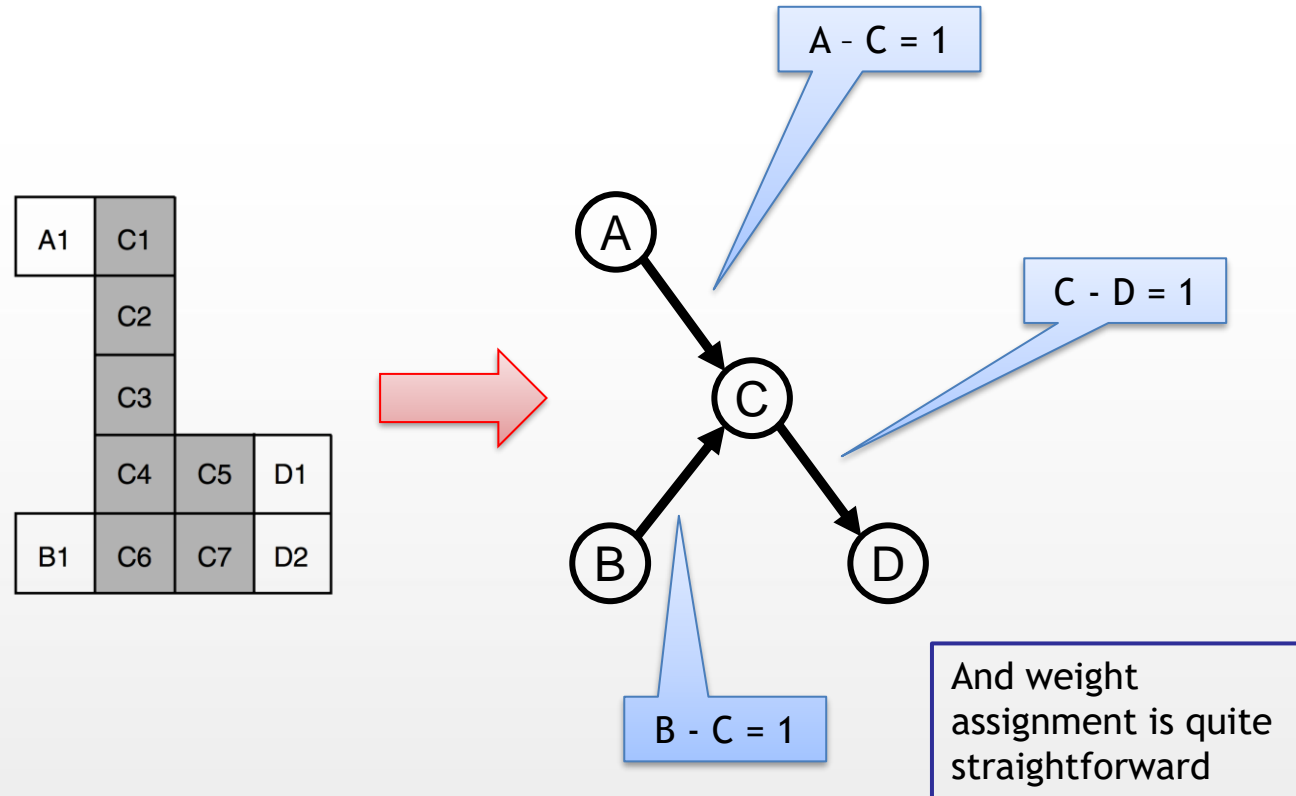 A – C = 1
A1 C1
A
C2
C - D = 1
C3
C
C4 C5 D1
B1 C6 C7 D2
B
D
B - C = 1
And weight
assignment is quite
straightforward